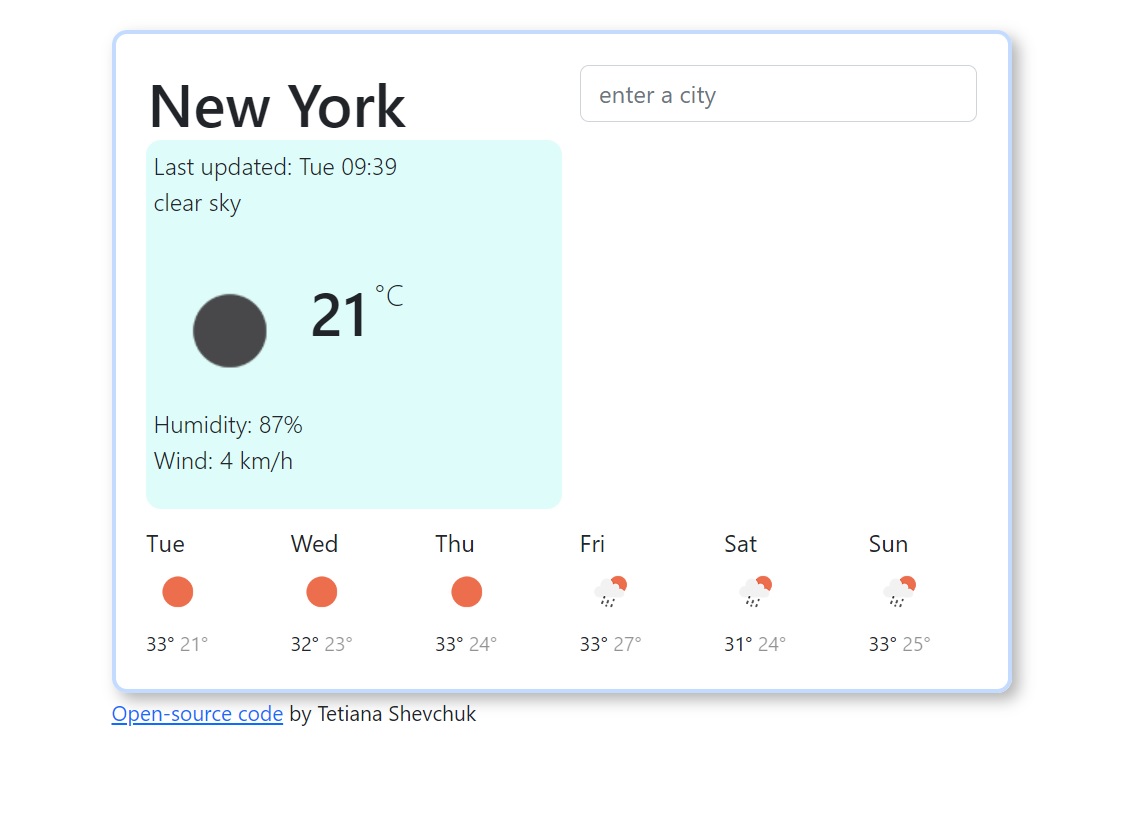 New York
enter a city
Last updated: Tue 09:39
clear sky
21 °C
Humidity: 87%
Wind: 4 km/h
Tue Wed Thu Fri Sat Sun
33° 21° 32° 23° 33° 24° 33° 27° 31° 24° 33° 25°
Open-source code by Tetiana Shevchuk